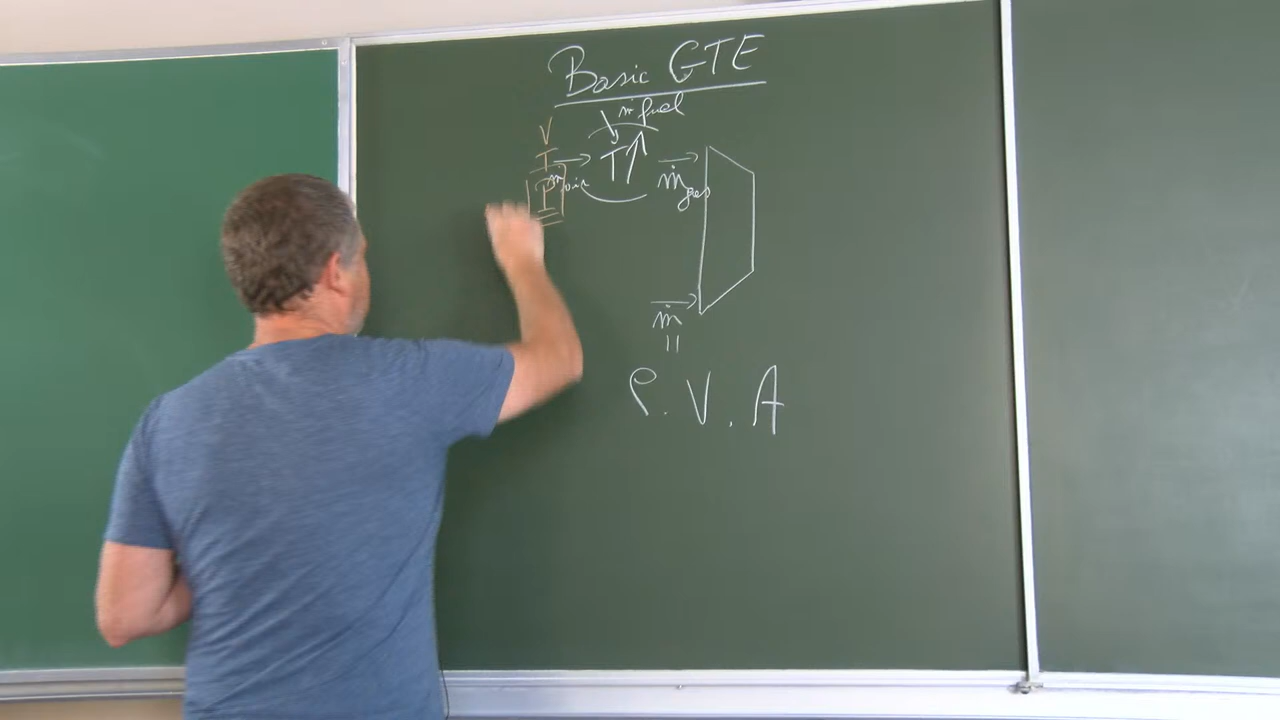 Basic GTE
ṁ fuel
V
T
P
ṁ air
T↑
ṁ gas
ṁ
||
ρ . V . A